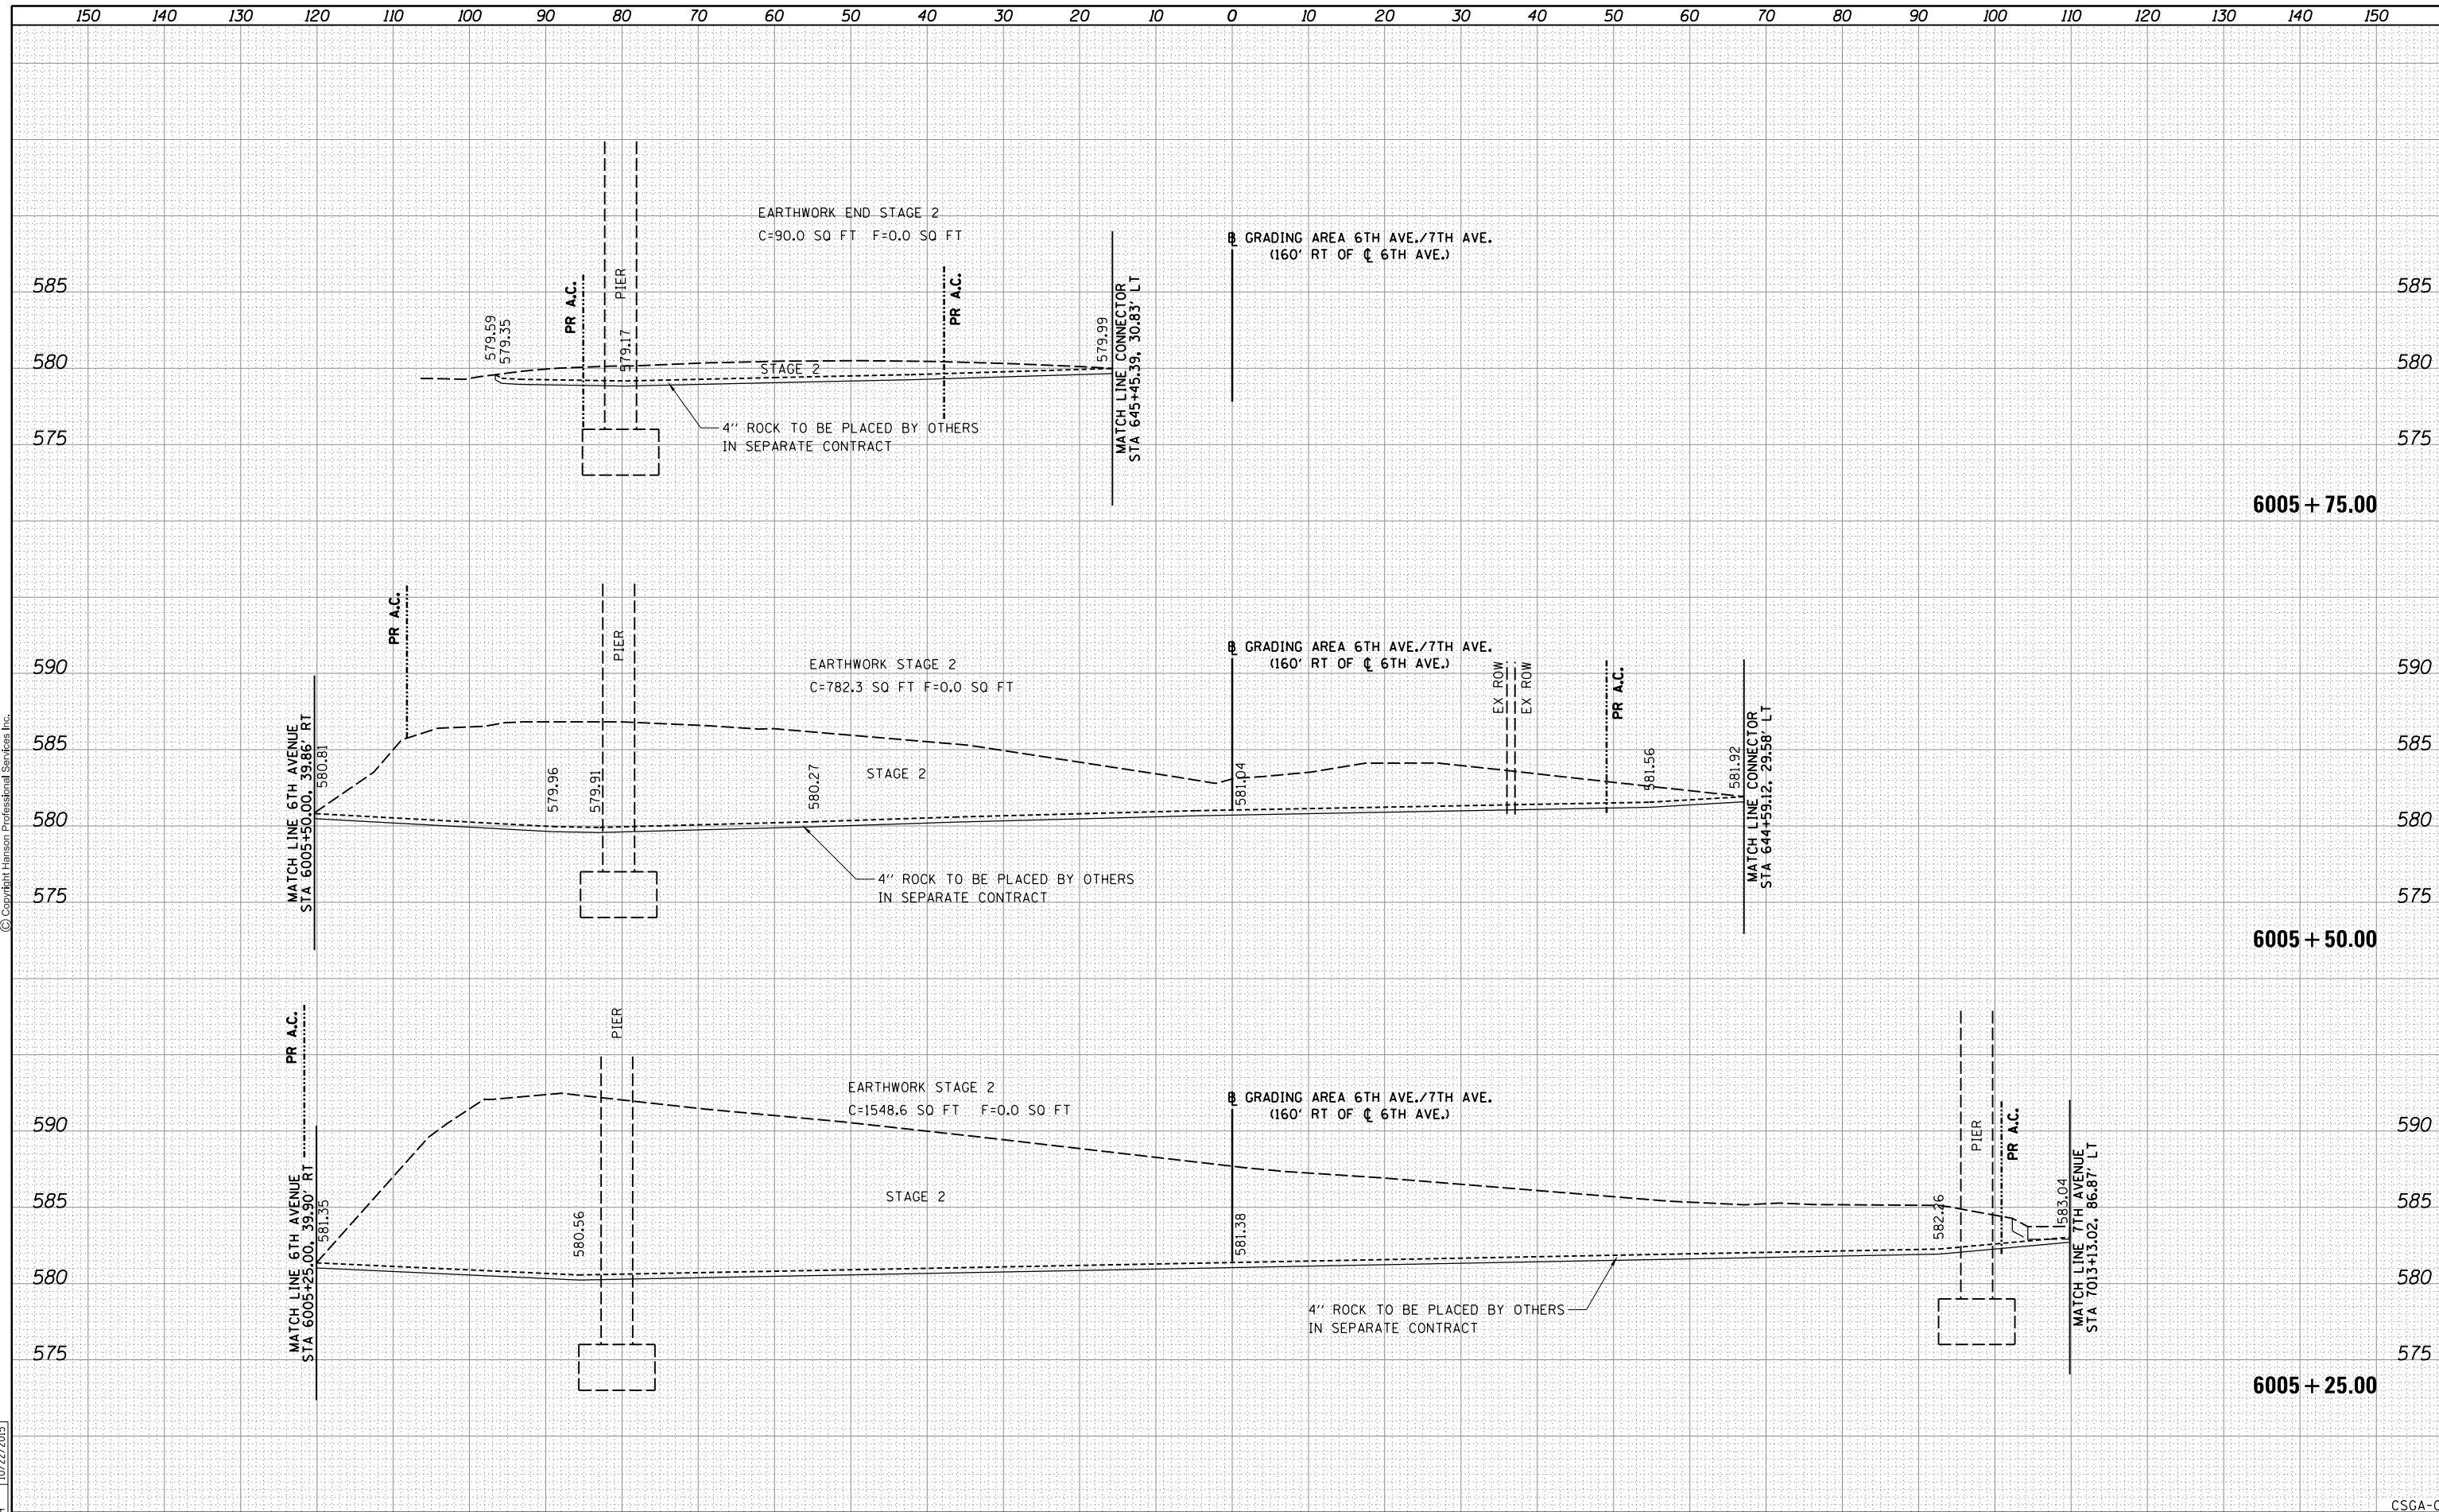 150 140 130 120 110 100 90 80 70 60 50 40 30 20 10 0 10 20 30 40 50 60 70 80 90 100 110 120 130 140 150
EARTHWORK END STAGE 2
C=90.0 SQ FT F=0.0 SQ FT
B GRADING AREA 6TH AVE./7TH AVE.
(160' RT OF ℄ 6TH AVE.)
585
579.59
579.35
PR A.C.
PIER
579.17
PR A.C.
579.99
MATCH LINE CONNECTOR
STA 645+45.39, 30.83' LT
585
580
STAGE 2
580
575
4" ROCK TO BE PLACED BY OTHERS
IN SEPARATE CONTRACT
575
6005+75.00
PR A.C.
PIER
EARTHWORK STAGE 2
C=782.3 SQ FT F=0.0 SQ FT
B GRADING AREA 6TH AVE./7TH AVE.
(160' RT OF ℄ 6TH AVE.)
EX ROW
EX ROW
PR A.C.
590
590
585
MATCH LINE 6TH AVENUE
STA 6005+50.00, 39.86' RT
580.81
579.96
579.91
580.27
STAGE 2
581.04
581.56
581.92
MATCH LINE CONNECTOR
STA 644+59.12, 29.58' LT
585
580
580
575
4" ROCK TO BE PLACED BY OTHERS
IN SEPARATE CONTRACT
575
6005+50.00
© Copyright Hanson Professional Services Inc.
PR A.C.
PIER
EARTHWORK STAGE 2
C=1548.6 SQ FT F=0.0 SQ FT
B GRADING AREA 6TH AVE./7TH AVE.
(160' RT OF ℄ 6TH AVE.)
590
PIER
PR A.C.
590
585
MATCH LINE 6TH AVENUE
STA 6005+25.00, 39.90' RT
581.35
580.56
STAGE 2
581.38
582.26
583.04
MATCH LINE 7TH AVENUE
STA 7013+13.02, 86.87' LT
585
580
580
4" ROCK TO BE PLACED BY OTHERS
IN SEPARATE CONTRACT
575
575
6005+25.00